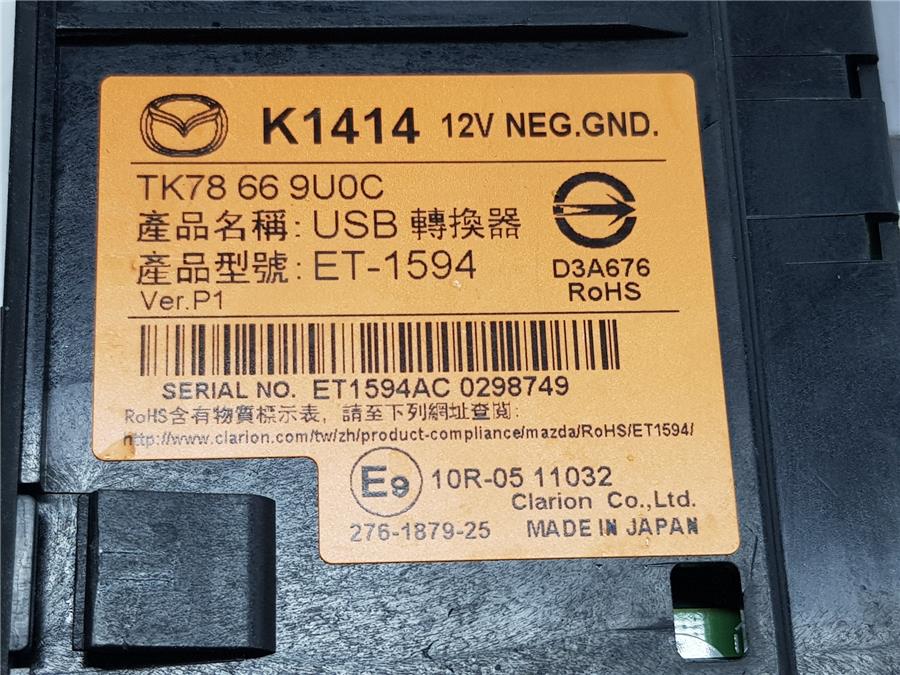 K1414 12V NEG.GND.
TK78 66 9U0C
產品名稱: USB 轉換器
產品型號: ET-1594
Ver.P1
D3A676
RoHS
SERIAL NO. ET1594AC 0298749
RoHS含有物質標示表, 請至下列網址查閱:
http://www.clarion.com/tw/zh/product-compliance/mazda/RoHS/ET1594/
E9 10R-05 11032
Clarion Co.,Ltd.
276-1879-25 MADE IN JAPAN